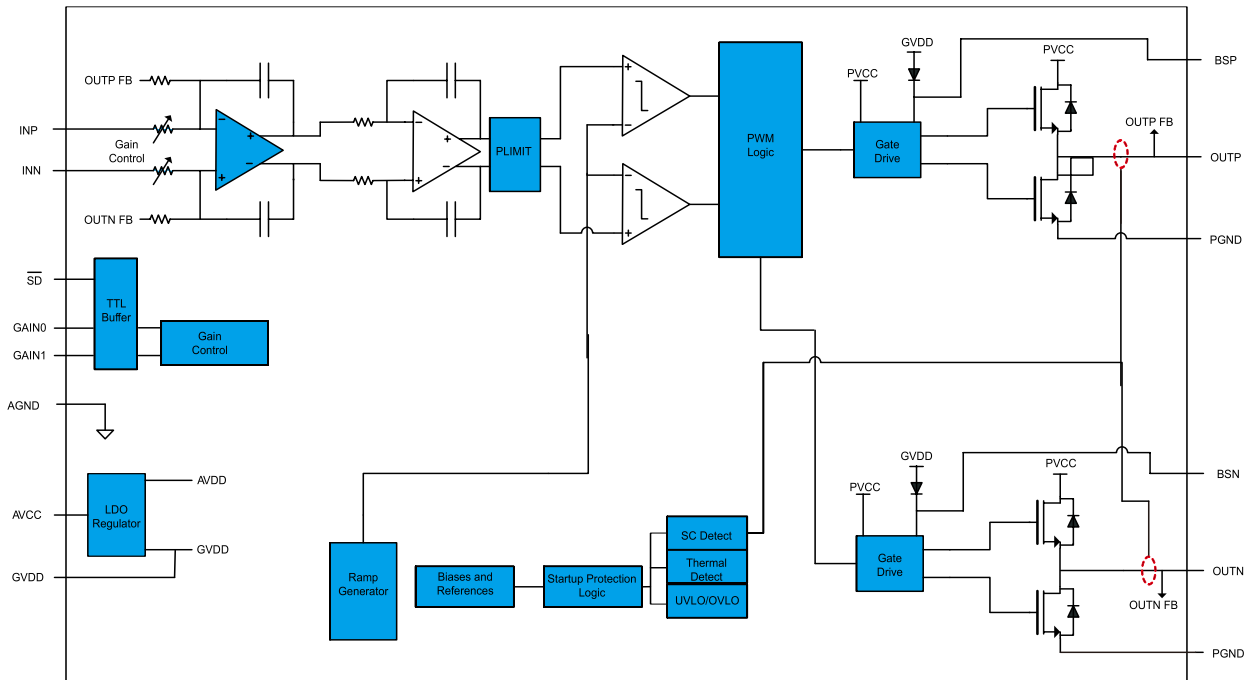 GVDD
PVCC
PVCC
BSP
OUTP FB
INP
Gain
Control
INN
OUTN FB
+
−
−
+
−
+
+
−
PLIMIT
+
−
−
+
PWM
Logic
Gate
Drive
OUTP FB
OUTP
PGND
SD
GAIN0
GAIN1
TTL
Buffer
Gain
Control
AGND
AVCC
GVDD
LDO
Regulator
AVDD
GVDD
Ramp
Generator
Biases and
References
Startup Protection
Logic
SC Detect
Thermal
Detect
UVLO/OVLO
GVDD
PVCC
PVCC
BSN
Gate
Drive
OUTN
OUTN FB
PGND